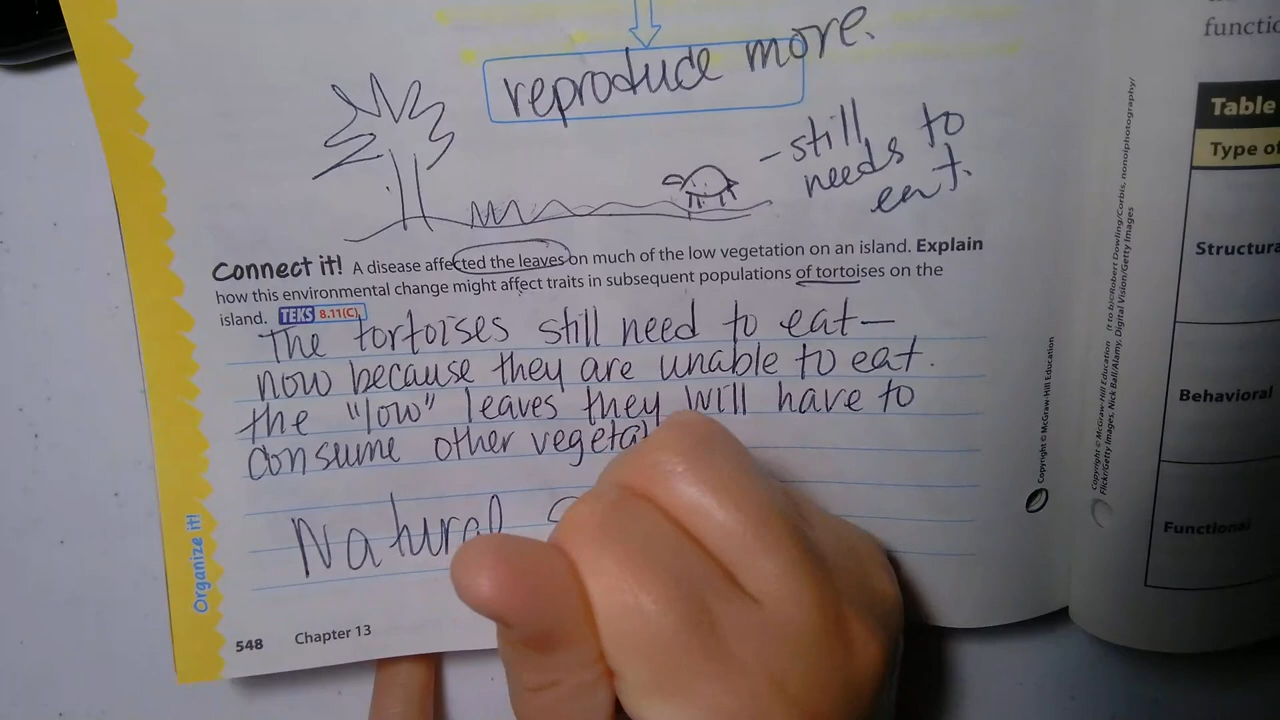 reproduce more.
- still
needs to
eat.
Connect it! A disease affected the leaves on much of the low vegetation on an island. Explain
how this environmental change might affect traits in subsequent populations of tortoises on the
island. TEKS 8.11(C)
The tortoises still need to eat—
now because they are unable to eat.
the "low" leaves they will have to
consume other
Natural
Organize it!
548 Chapter 13
Copyright © McGraw-Hill Education
Copyright © McGraw-Hill Education
Table
Type of
Structura
Behavioral
Functional